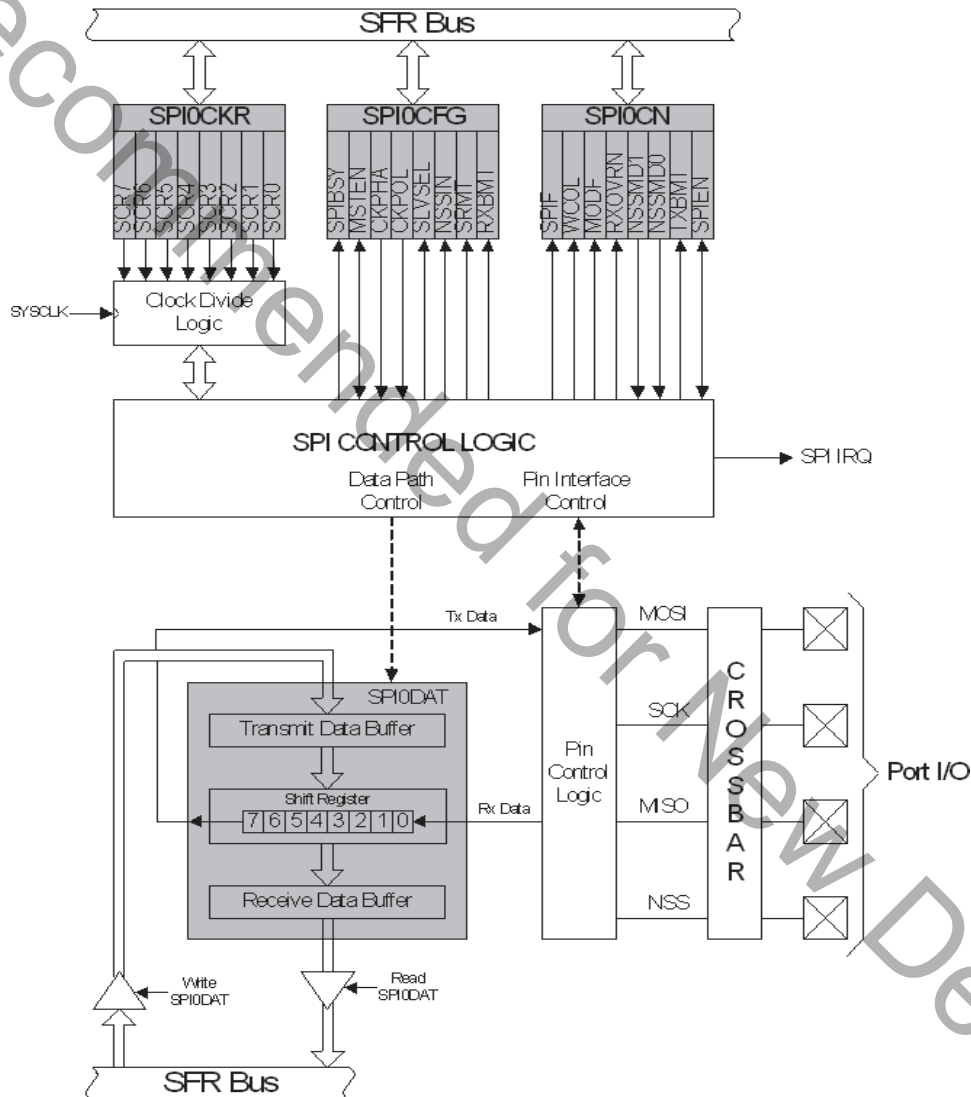 SFR Bus
SPI0CKR
SCR7
SCR6
SCR5
SCR4
SCR3
SCR2
SCR1
SCR0
SPI0CFG
SPIBSY
MSTEN
CKPHA
CKPOL
SLVSEL
NSSIN
SRMT
RXBMT
SPI0CN
SPIF
WCOL
MODF
RXOVRN
NSSMD1
NSSMD0
TXBMT
SPIEN
SYSCLK
Clock Divide
Logic
SPI CONTROL LOGIC
Data Path
Control
Pin Interface
Control
SPI IRQ
Tx Data
SPI0DAT
Transmit Data Buffer
Shift Register
7 6 5 4 3 2 1 0
Rx Data
Receive Data Buffer
Pin
Control
Logic
MOSI
SCK
MISO
NSS
CROSSBAR
Port I/O
Write
SPI0DAT
Read
SPI0DAT
SFR Bus
ecommended for New De